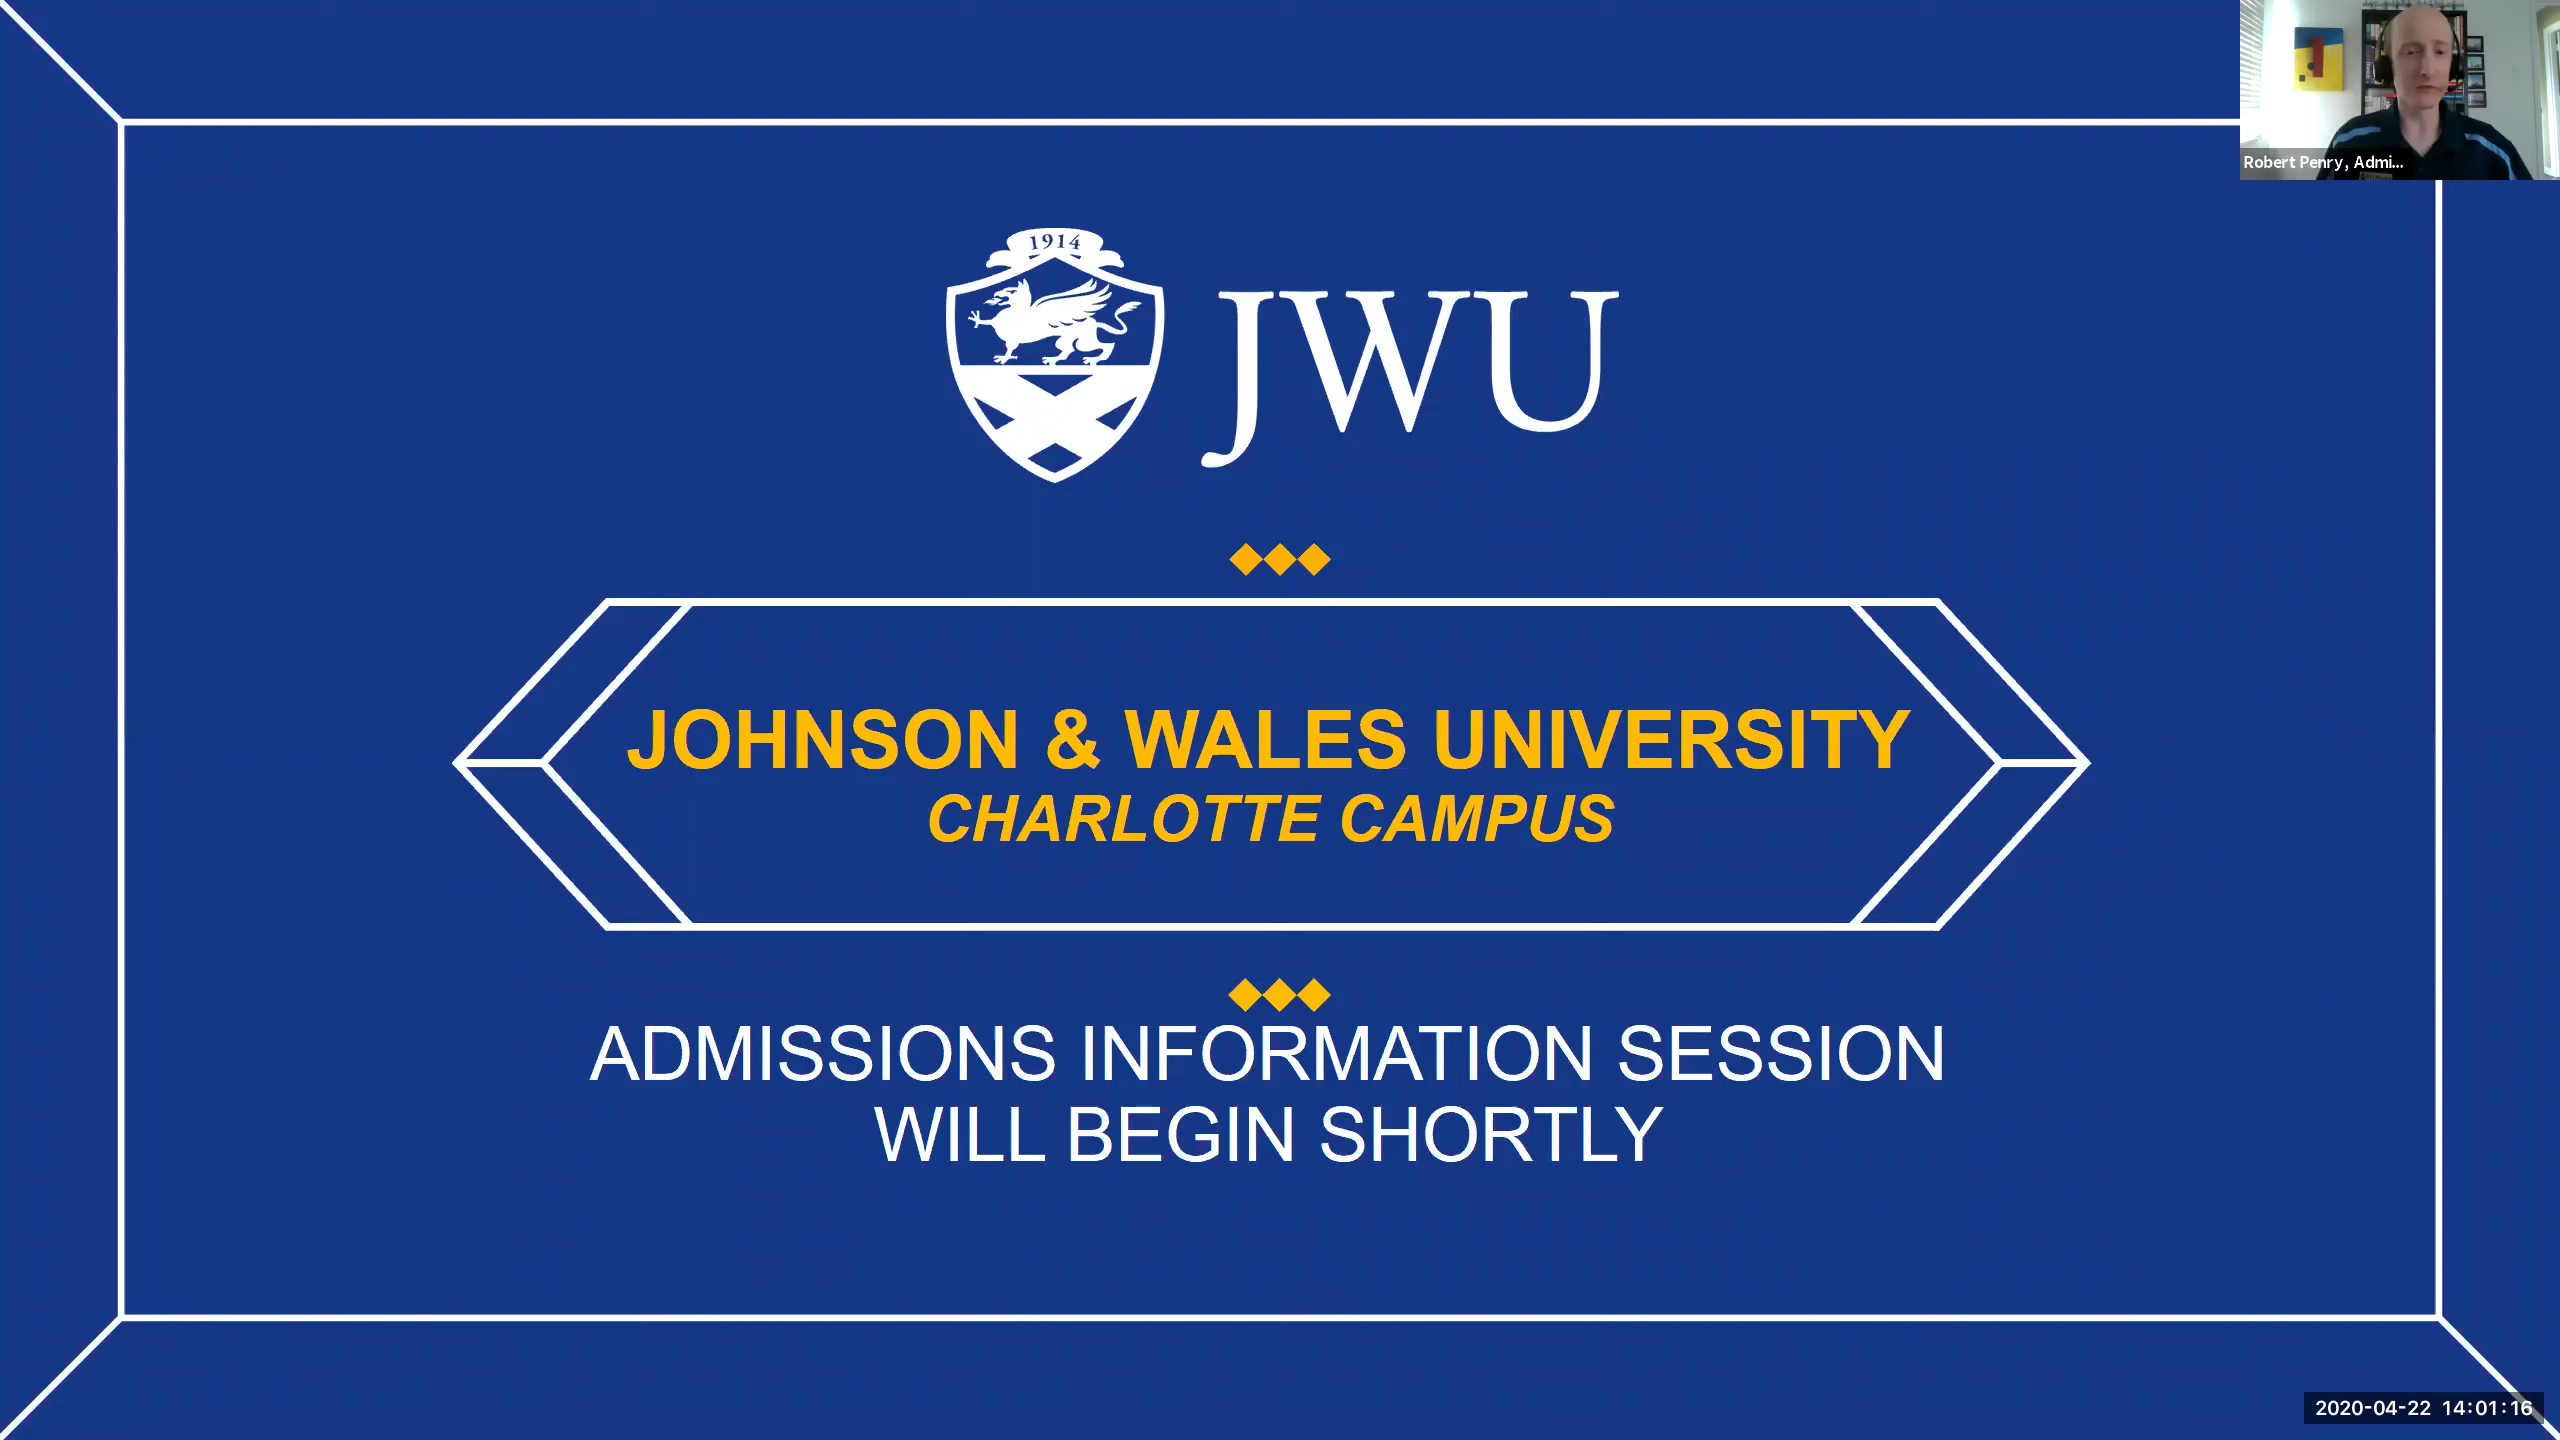 Robert Penry, Admi...
1914
JWU
JOHNSON & WALES UNIVERSITY
CHARLOTTE CAMPUS
ADMISSIONS INFORMATION SESSION
WILL BEGIN SHORTLY
2020-04-22 14:01:16